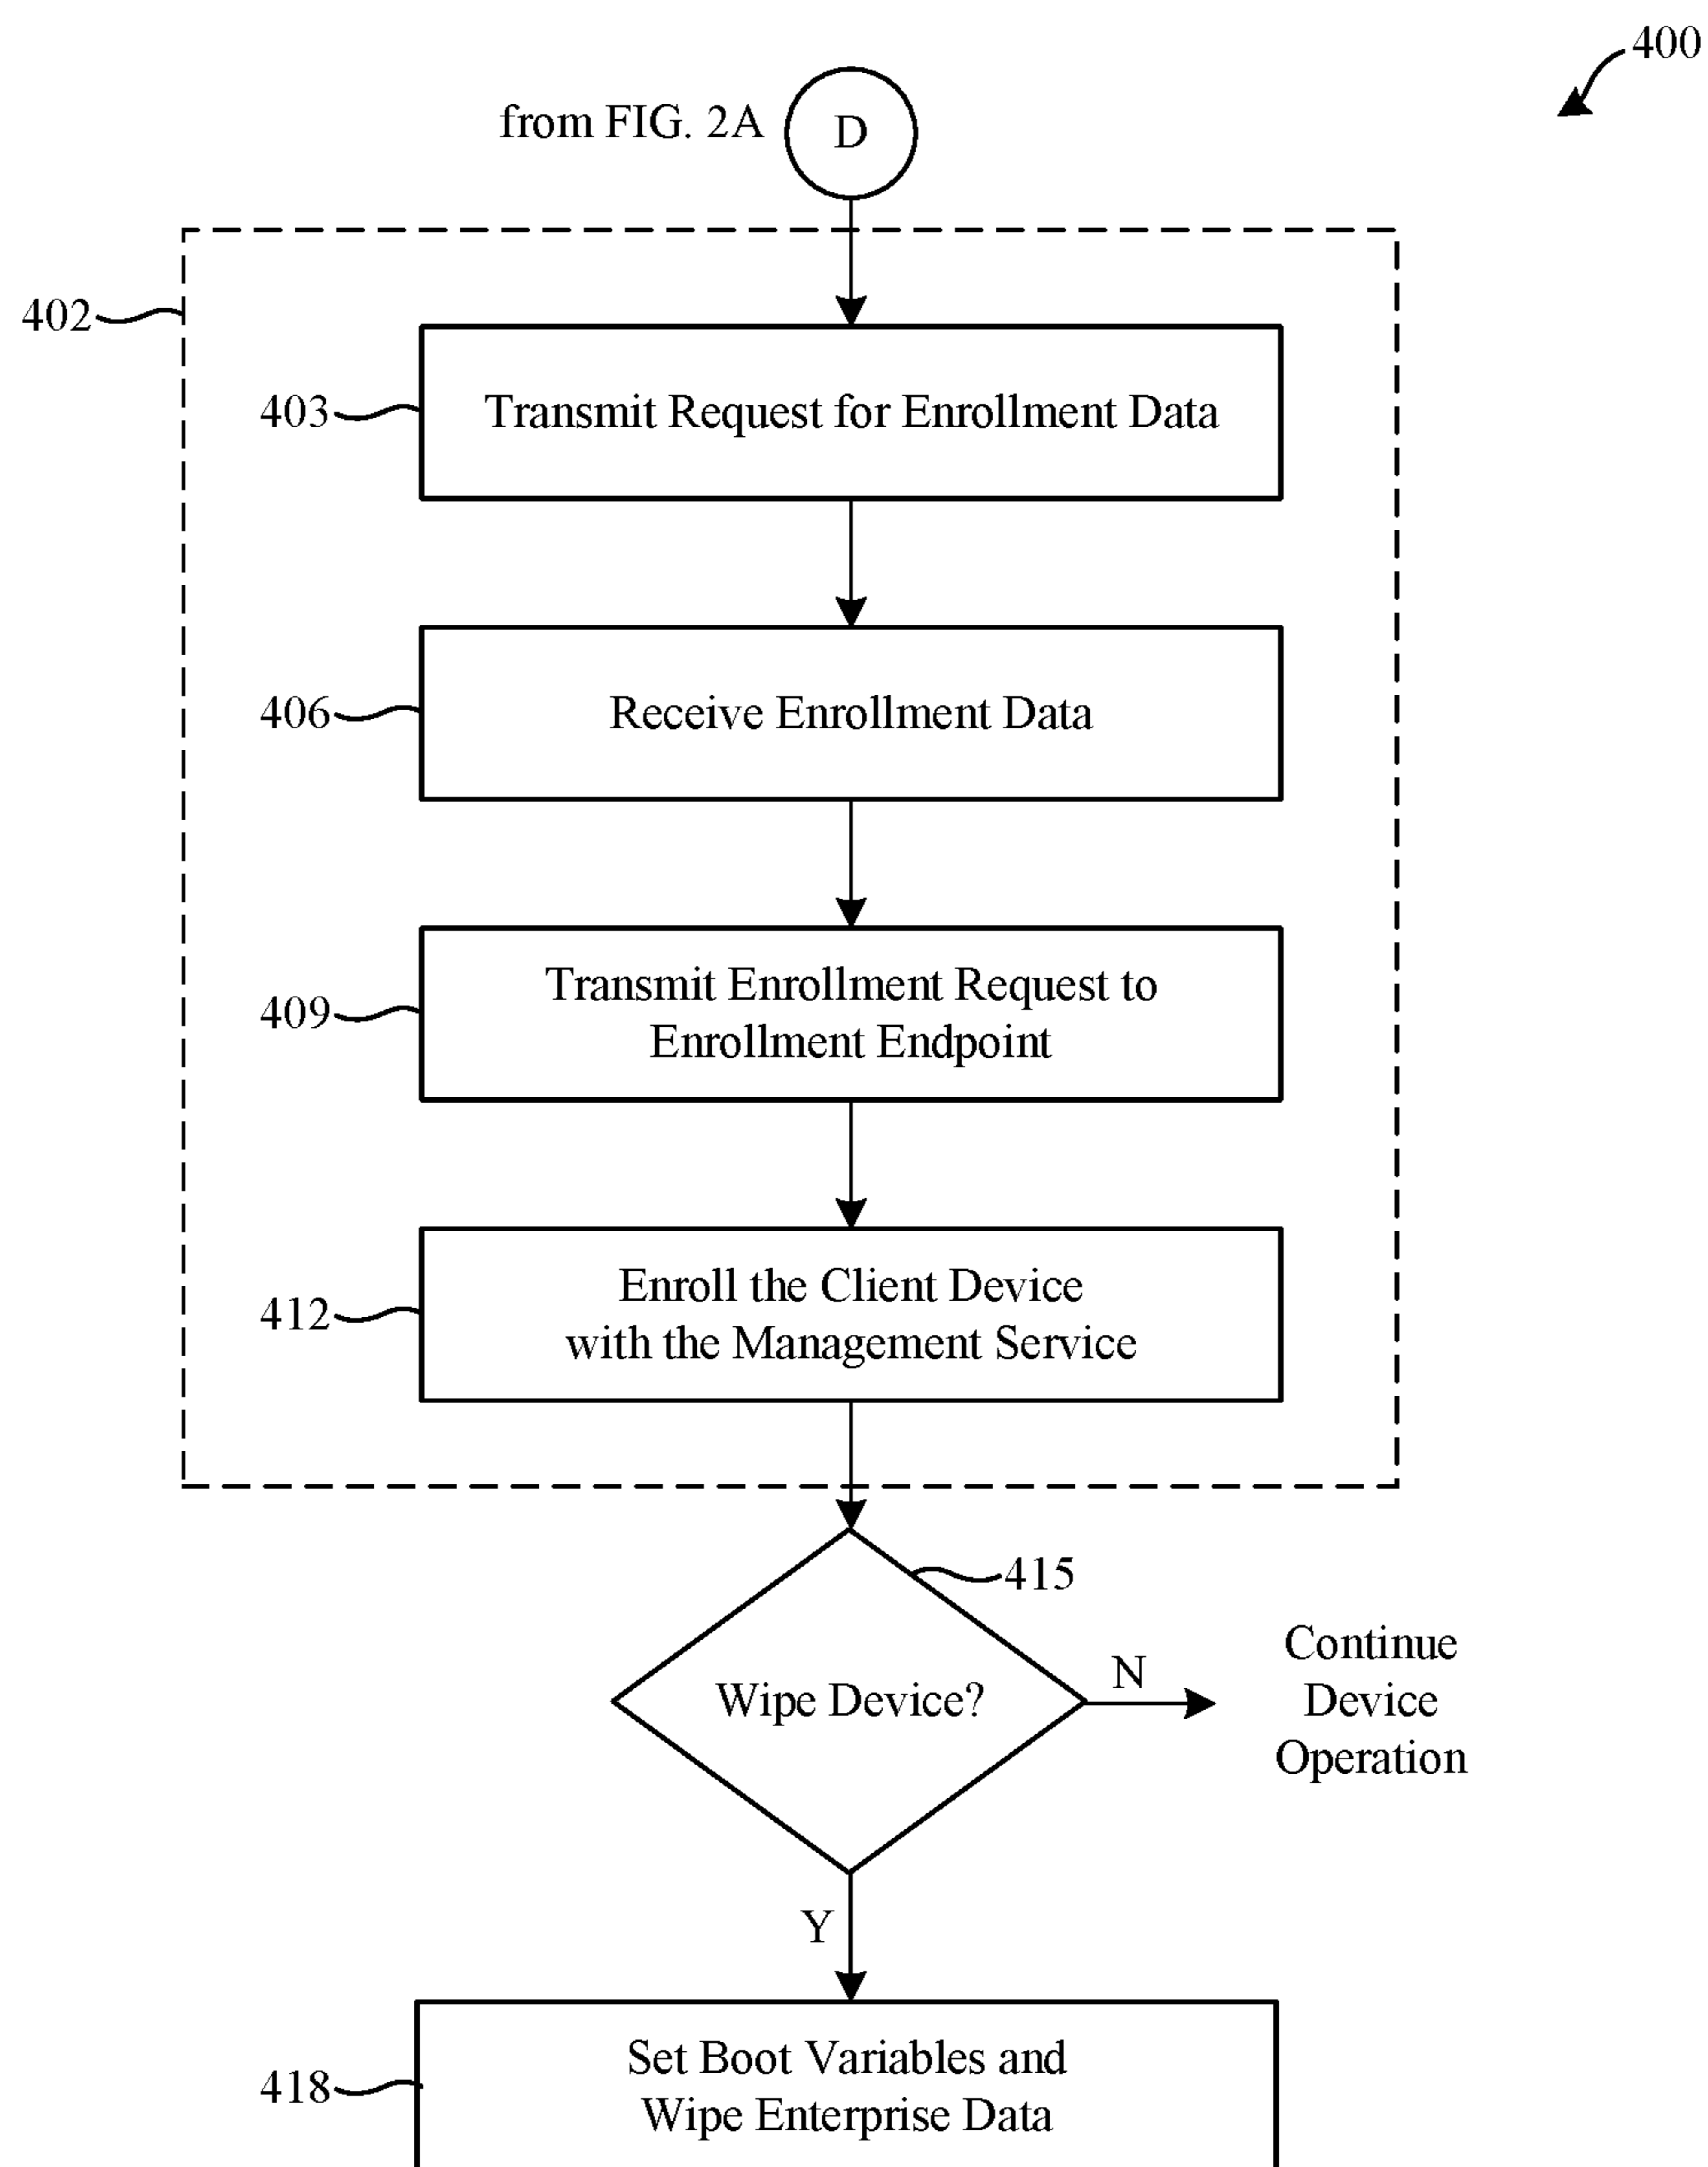 400
from FIG. 2A
D
402
403
Transmit Request for Enrollment Data
406
Receive Enrollment Data
409
Transmit Enrollment Request to
Enrollment Endpoint
412
Enroll the Client Device
with the Management Service
415
Wipe Device?
N
Continue
Device
Operation
Y
418
Set Boot Variables and
Wipe Enterprise Data